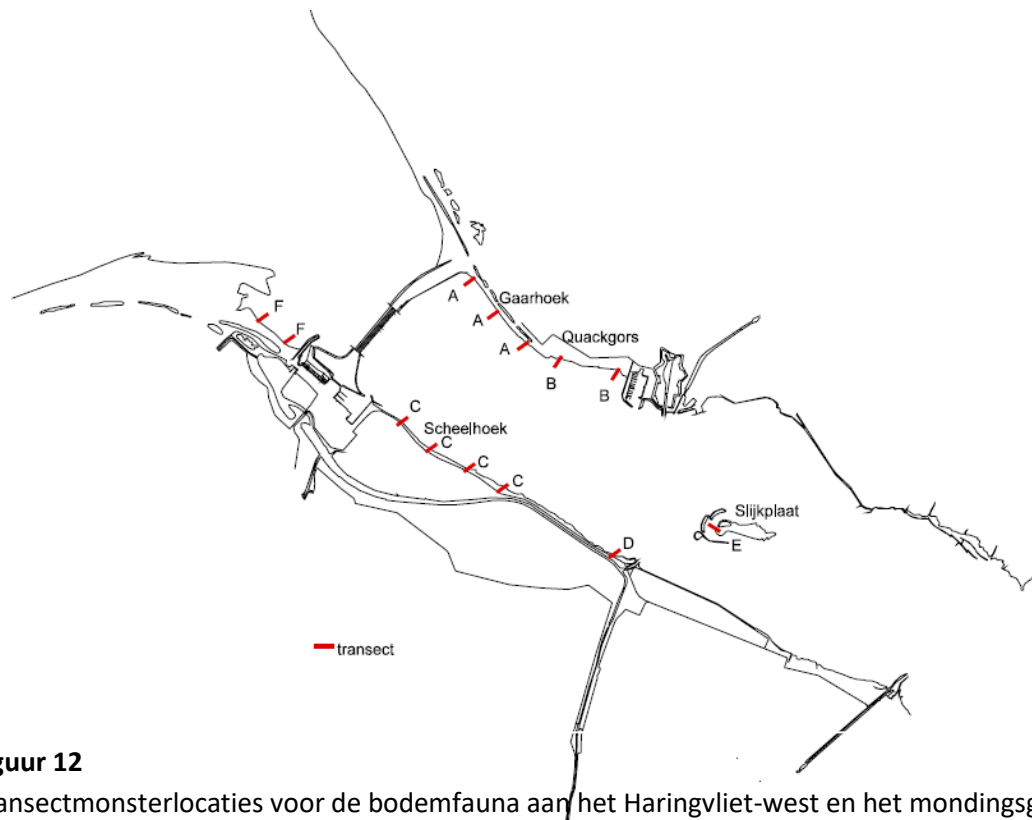 F
F
A
Gaarhoek
A
Quackgors
A
B
B
C
Scheelhoek
C
C
C
Slijkplaat
E
D
transect
guur 12
ansectmonsterlocaties voor de bodemfauna aan het Haringvliet-west en het mondingsg